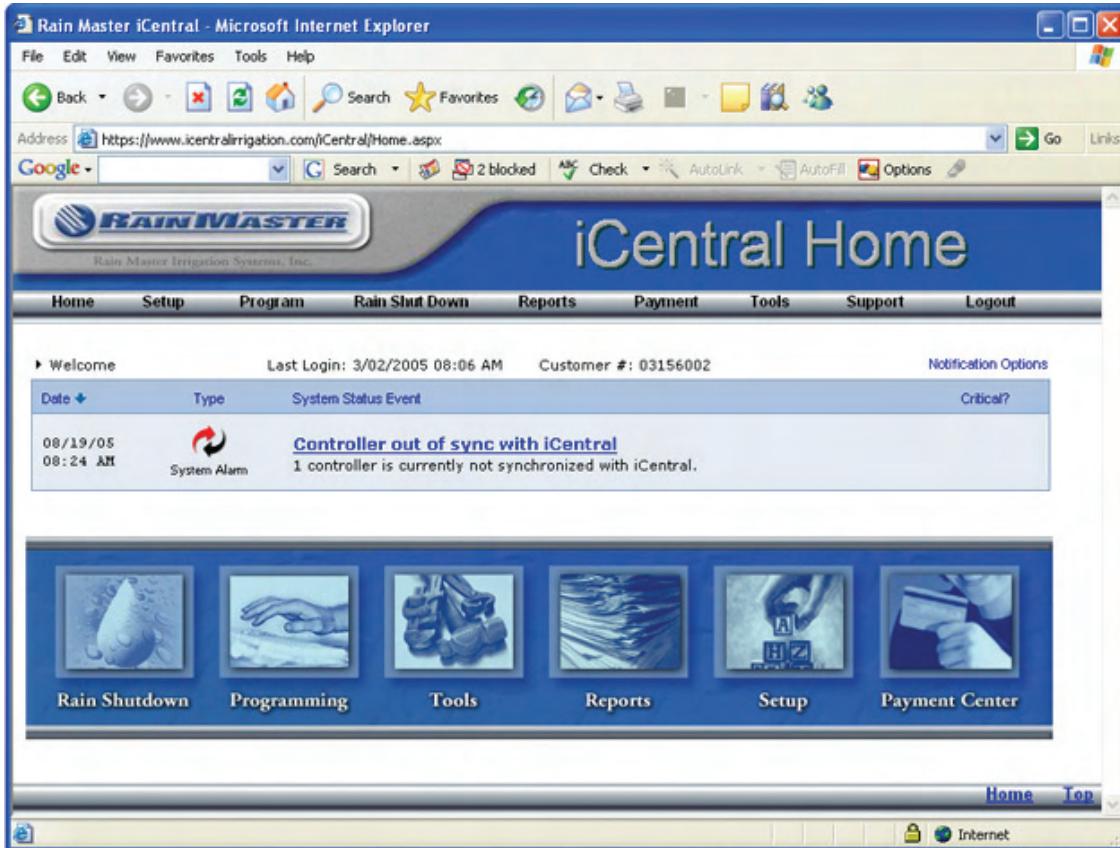 Rain Master iCentral - Microsoft Internet Explorer
File Edit View Favorites Tools Help
Back Search Favorites
Address https://www.icentralirrigation.com/iCentral/Home.aspx Go Links
Google Search 2 blocked ABC Check AutoLink AutoFill Options
RAIN MASTER
Rain Master Irrigation Systems, Inc.
iCentral Home
Home Setup Program Rain Shut Down Reports Payment Tools Support Logout
Welcome Last Login: 3/02/2005 08:06 AM Customer #: 03156002 Notification Options
Date Type System Status Event Critical?
08/19/05 08:24 AM
System Alarm
Controller out of sync with iCentral
1 controller is currently not synchronized with iCentral.
A
H Z
Rain Shutdown Programming Tools Reports Setup Payment Center
Home Top
Internet